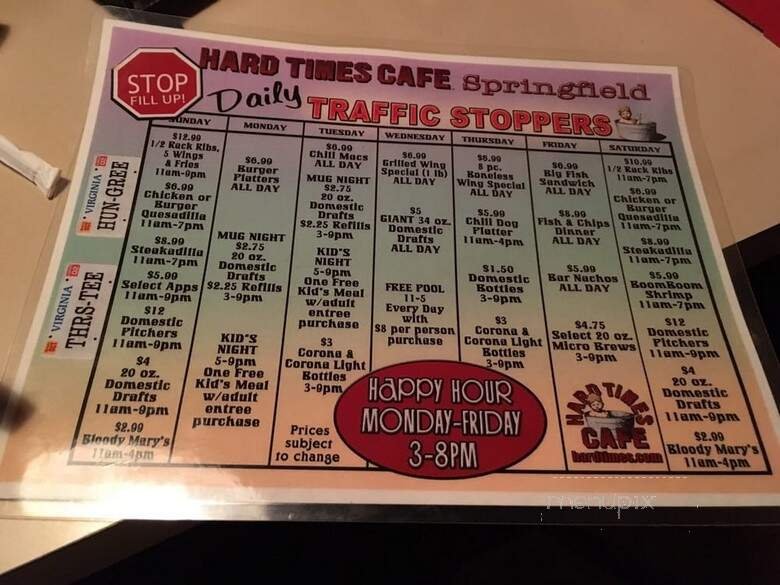 STOP
FILL UP!
HARD TIMES CAFE Springfield
Daily TRAFFIC STOPPERS
VIRGINIA
HUN-GREE
VIRGINIA
THRS-TEE
SUNDAY
$12.99
1/2 Rack Ribs,
5 Wings
& Fries
11am-9pm
$6.99
Chicken or
Burger
Quesadilla
11am-7pm
$8.99
Steakadilla
11am-7pm
$5.99
Select Apps
11am-9pm
$12
Domestic
Pitchers
11am-9pm
$4
20 oz.
Domestic
Drafts
11am-9pm
$2.99
Bloody Mary's
11am-4pm
MONDAY
$6.99
Burger
Platters
ALL DAY
MUG NIGHT
$2.75
20 oz.
Domestic
Drafts
$2.25 Refills
3-9pm
KID'S
NIGHT
5-9pm
One Free
Kid's Meal
w/adult
entree
purchase
TUESDAY
$6.99
Chili Macs
ALL DAY
MUG NIGHT
$2.75
20 oz.
Domestic
Drafts
$2.25 Refills
3-9pm
KID'S
NIGHT
5-9pm
One Free
Kid's Meal
w/adult
entree
purchase
$3
Corona &
Corona Light
Bottles
3-9pm
Prices
subject
to change
WEDNESDAY
$6.99
Grilled Wing
Special (1 lb)
ALL DAY
$5
GIANT 34 oz.
Domestic
Drafts
ALL DAY
FREE POOL
11-5
Every Day
with
$8 per person
purchase
THURSDAY
$6.99
8 pc.
Boneless
Wing Special
ALL DAY
$5.99
Chili Dog
Platter
11am-4pm
$1.50
Domestic
Bottles
3-9pm
$3
Corona &
Corona Light
Bottles
3-9pm
FRIDAY
$6.99
Big Fish
Sandwich
ALL DAY
$8.99
Fish & Chips
Dinner
ALL DAY
$5.99
Bar Nachos
ALL DAY
$4.75
Select 20 oz.
Micro Brews
3-9pm
SATURDAY
$10.99
1/2 Rack Ribs
11am-7pm
$6.99
Chicken or
Burger
Quesadilla
11am-7pm
$8.99
Steakadilla
11am-7pm
$5.99
BoomBoom
Shrimp
11am-7pm
$12
Domestic
Pitchers
11am-9pm
$4
20 oz.
Domestic
Drafts
11am-9pm
$2.99
Bloody Mary's
11am-4pm
HAPPY HOUR
MONDAY-FRIDAY
3-8PM
HARD TIMES
CAFE
hardtimes.com
menupix